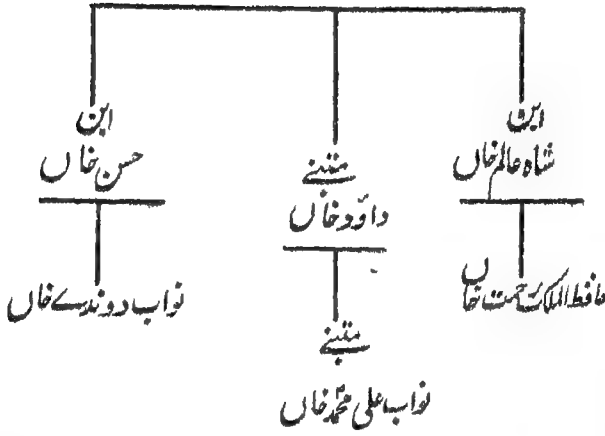 ابن
شاہ عالم خاں
حافظ الملک رحمت خاں
متبنے
داؤد خاں
متبنے
نواب علی محمد خاں
ابن
حسن خاں
نواب دوندے خاں